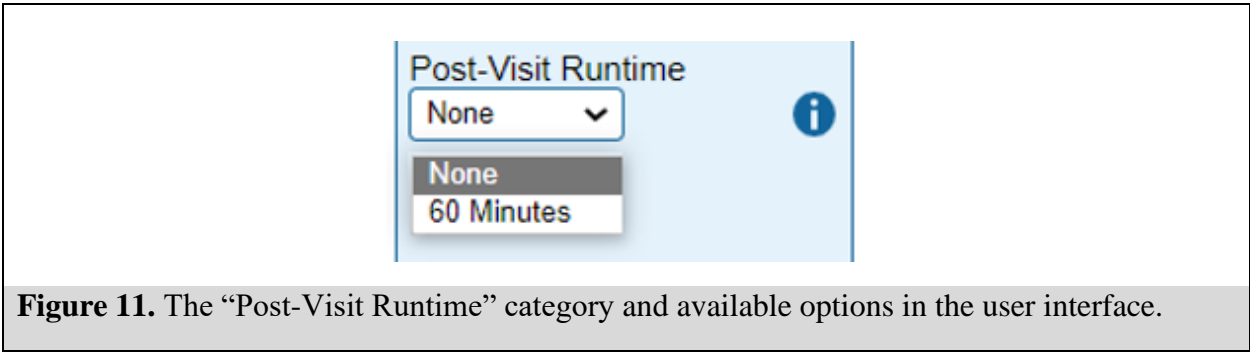 Post-Visit Runtime
None
None
60 Minutes
Figure 11. The “Post-Visit Runtime” category and available options in the user interface.